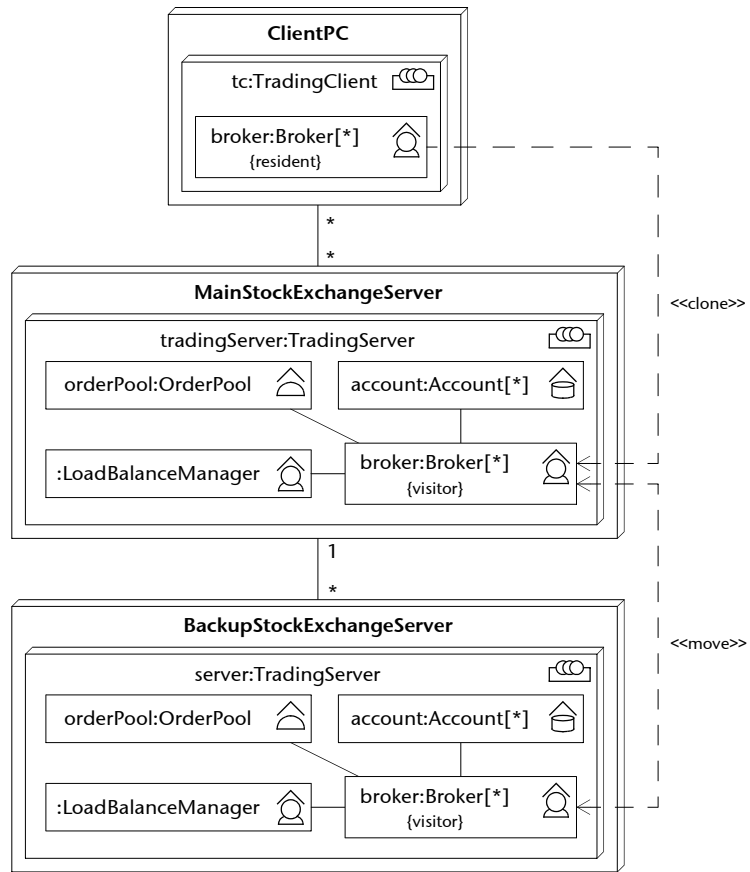 ClientPC
tc:TradingClient
broker:Broker[*]
{resident}
*
*
MainStockExchangeServer
<<clone>>
tradingServer:TradingServer
orderPool:OrderPool
account:Account[*]
:LoadBalanceManager
broker:Broker[*]
{visitor}
1
*
BackupStockExchangeServer
<<move>>
server:TradingServer
orderPool:OrderPool
account:Account[*]
:LoadBalanceManager
broker:Broker[*]
{visitor}